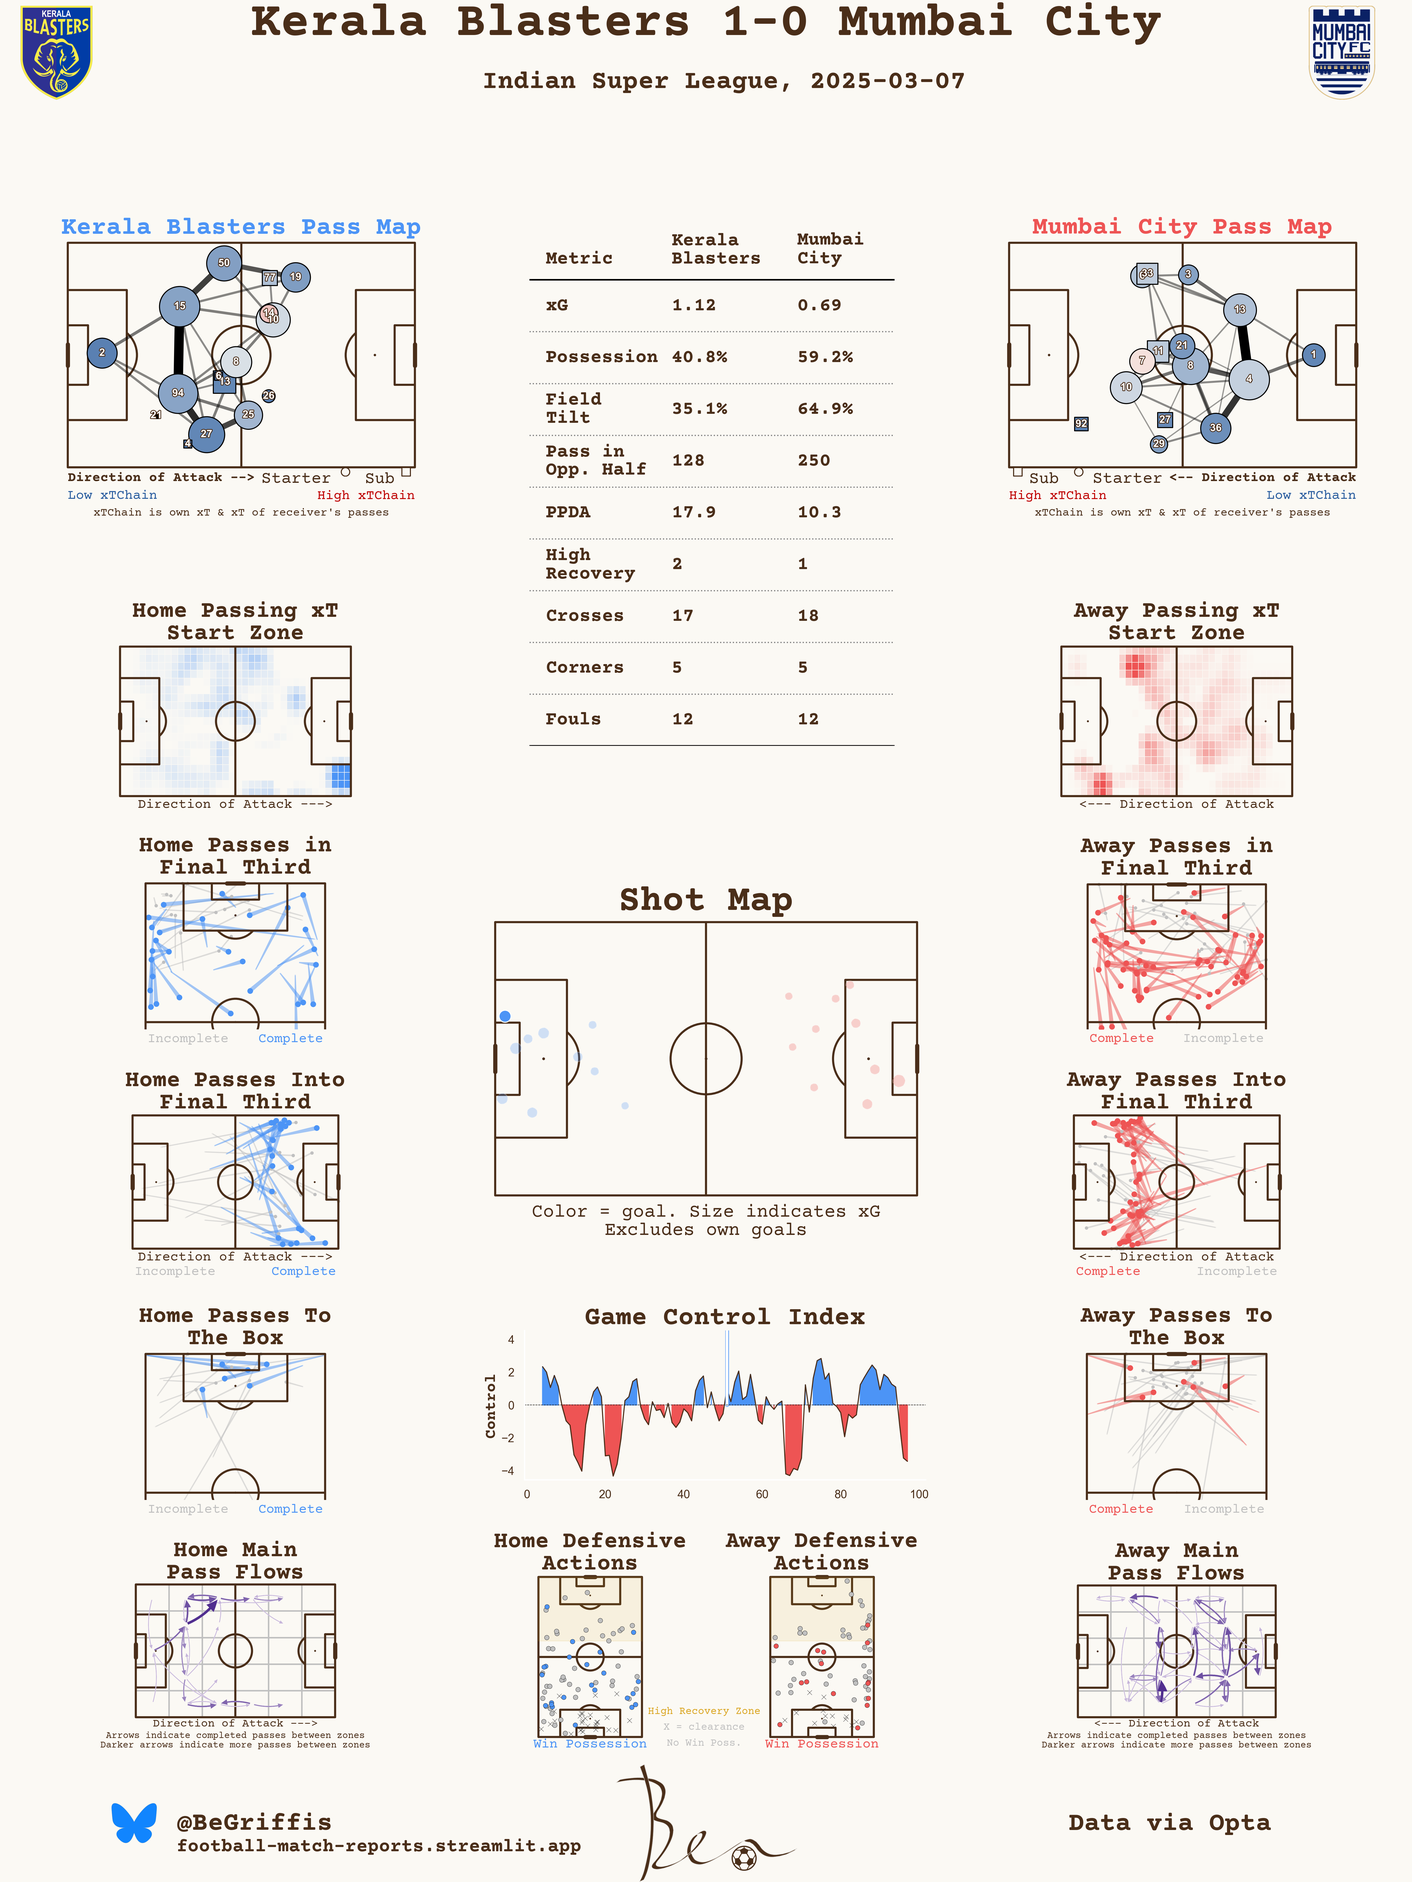 KERALA
BLASTERS
Kerala Blasters 1-0 Mumbai City
MUMBAI
CITY FC
Indian Super League, 2025-03-07
Kerala Blasters Pass Map
50
77
19
15
14
10
2
8
6
13
94
26
21
25
27
4
Direction of Attack --> Starter Sub
Low xTChain High xTChain
xTChain is own xT & xT of receiver's passes
Metric Kerala Blasters Mumbai City
xG 1.12 0.69
Possession 40.8% 59.2%
Field Tilt 35.1% 64.9%
Pass in Opp. Half 128 250
PPDA 17.9 10.3
High Recovery 2 1
Crosses 17 18
Corners 5 5
Fouls 12 12
Mumbai City Pass Map
33
3
13
21
11
7
1
8
4
10
92
27
36
29
Sub Starter <-- Direction of Attack
High xTChain Low xTChain
xTChain is own xT & xT of receiver's passes
Home Passing xT
Start Zone
Direction of Attack --->
Away Passing xT
Start Zone
<--- Direction of Attack
Home Passes in
Final Third
Incomplete Complete
Away Passes in
Final Third
Complete Incomplete
Shot Map
Color = goal. Size indicates xG
Excludes own goals
Home Passes Into
Final Third
Direction of Attack --->
Incomplete Complete
Away Passes Into
Final Third
<--- Direction of Attack
Complete Incomplete
Home Passes To
The Box
Incomplete Complete
Game Control Index
Control
4
2
0
−2
−4
0 20 40 60 80 100
Away Passes To
The Box
Complete Incomplete
Home Main
Pass Flows
Direction of Attack --->
Arrows indicate completed passes between zones
Darker arrows indicate more passes between zones
Home Defensive
Actions
Win Possession
High Recovery Zone
X = clearance
No Win Poss.
Away Defensive
Actions
Win Possession
Away Main
Pass Flows
<--- Direction of Attack
Arrows indicate completed passes between zones
Darker arrows indicate more passes between zones
@BeGriffis
football-match-reports.streamlit.app
Ben
Data via Opta